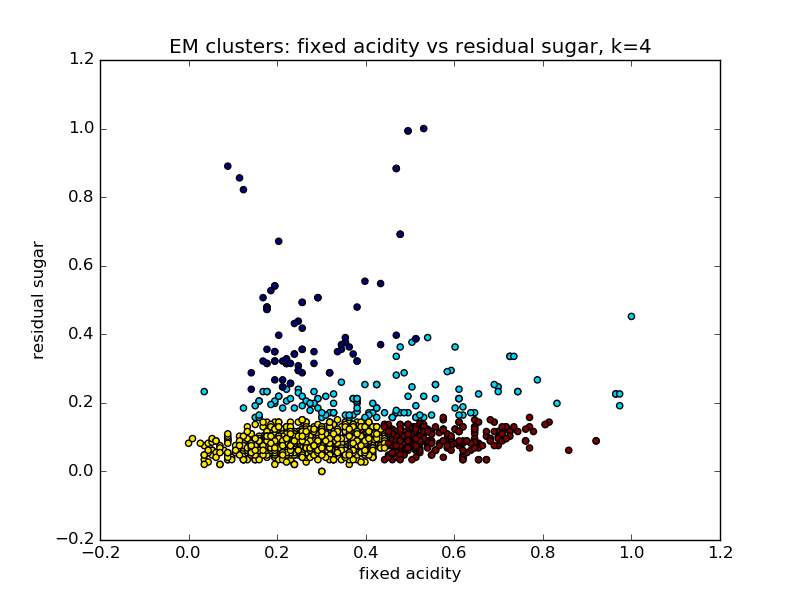 EM clusters: fixed acidity vs residual sugar, k=4
1.2
1.0
0.8
0.6
0.4
0.2
0.0
−0.2
residual sugar
−0.2 0.0 0.2 0.4 0.6 0.8 1.0 1.2
fixed acidity